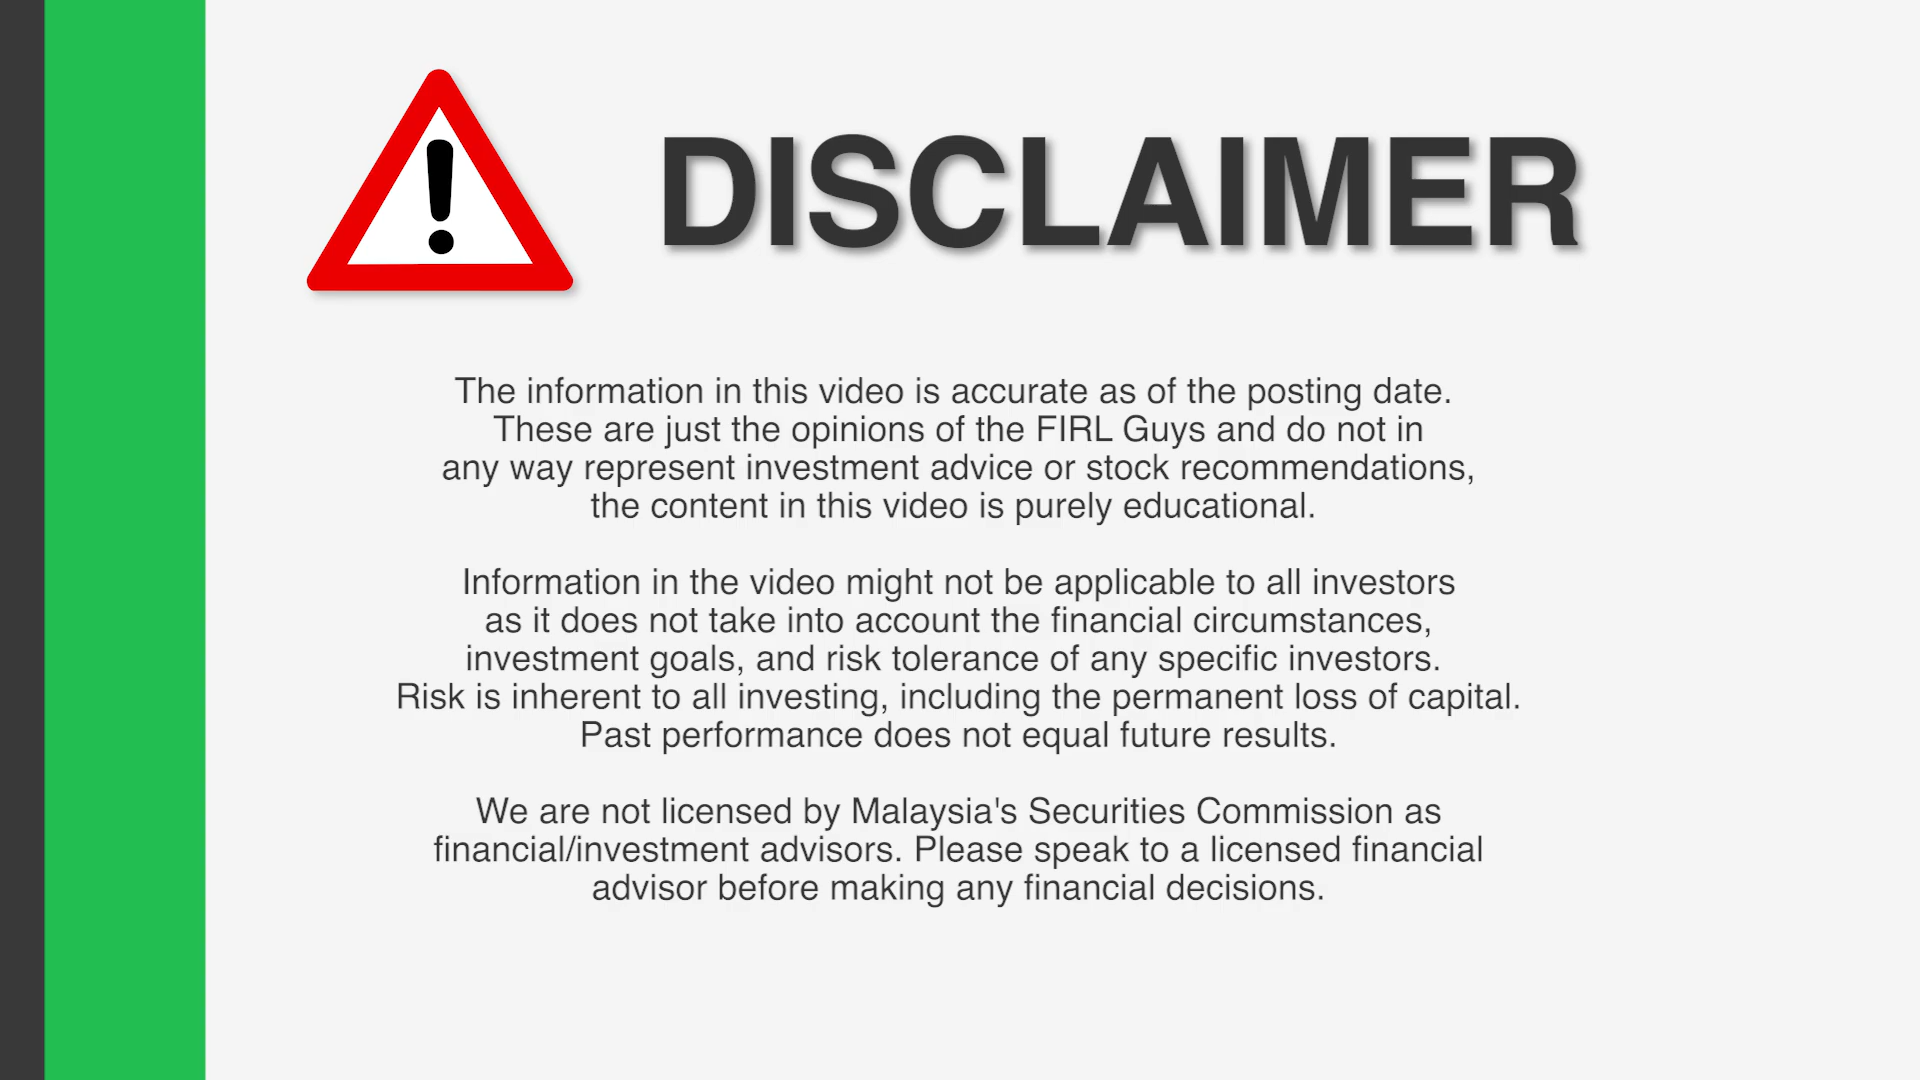 DISCLAIMER
The information in this video is accurate as of the posting date.
These are just the opinions of the FIRL Guys and do not in
any way represent investment advice or stock recommendations,
the content in this video is purely educational.
Information in the video might not be applicable to all investors
as it does not take into account the financial circumstances,
investment goals, and risk tolerance of any specific investors.
Risk is inherent to all investing, including the permanent loss of capital.
Past performance does not equal future results.
We are not licensed by Malaysia's Securities Commission as
financial/investment advisors. Please speak to a licensed financial
advisor before making any financial decisions.